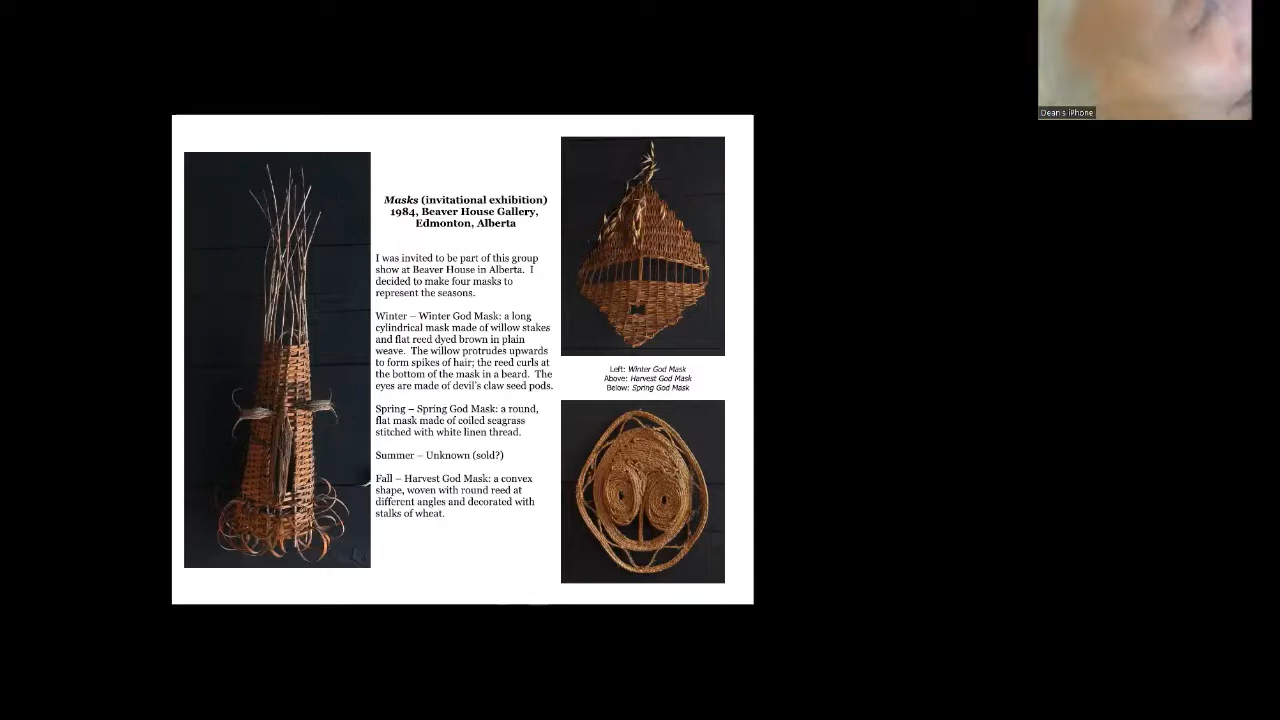 Dean's iPhone
Masks (invitational exhibition)
1984, Beaver House Gallery,
Edmonton, Alberta
I was invited to be part of this group
show at Beaver House in Alberta. I
decided to make four masks to
represent the seasons.
Winter – Winter God Mask: a long
cylindrical mask made of willow stakes
and flat reed dyed brown in plain
weave. The willow protrudes upwards
to form spikes of hair; the reed curls at
the bottom of the mask in a beard. The
eyes are made of devil's claw seed pods.
Spring – Spring God Mask: a round,
flat mask made of coiled seagrass
stitched with white linen thread.
Summer – Unknown (sold?)
Fall – Harvest God Mask: a convex
shape, woven with round reed at
different angles and decorated with
stalks of wheat.
Left: Winter God Mask
Above: Harvest God Mask
Below: Spring God Mask